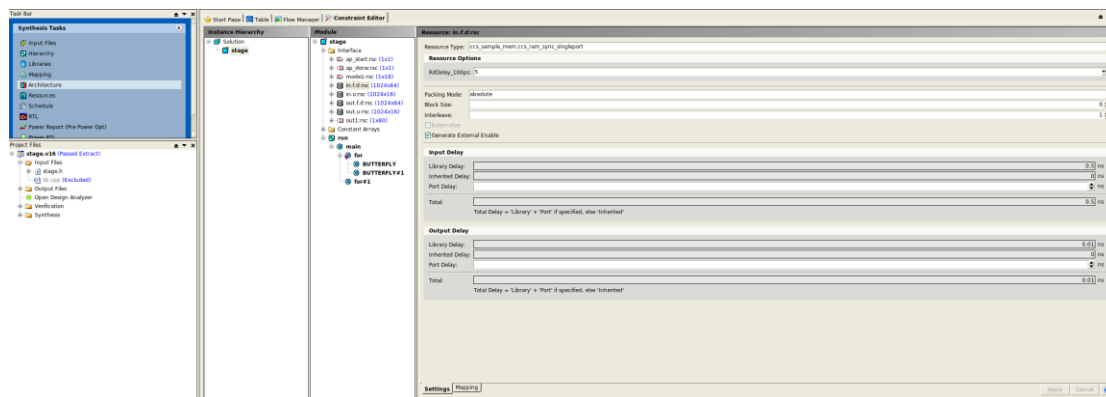 Task Bar
Synthesis Tasks
Input Files
Hierarchy
Libraries
Mapping
Architecture
Resources
Schedule
RTL
Power Report (Pre Power Opt)
Power RTL
Project Files
stage.v16 (Passed Extract)
Input Files
stage.h
tb.cpp (Excluded)
Output Files
Open Design Analyzer
Verification
Synthesis
Start Page
Table
Flow Manager
Constraint Editor
Instance Hierarchy
Solution
stage
Module
stage
Interface
ap_start:rsc (1x1)
ap_done:rsc (1x1)
mode1:rsc (1x16)
in.f.d:rsc (1024x64)
in.u:rsc (1024x16)
out.f.d:rsc (1024x64)
out.u:rsc (1024x16)
out1:rsc (1x80)
Constant Arrays
run
main
for
BUTTERFLY
BUTTERFLY#1
for#1
Resource: in.f.d:rsc
Resource Type: ccs_sample_mem.ccs_ram_sync_singleport
Resource Options
RdDelay_100ps: 5
Packing Mode: absolute
Block Size: 0
Interleave: 1
Externalize
Generate External Enable
Input Delay
Library Delay: 0.5 ns
Inherited Delay: 0 ns
Port Delay: ns
Total: 0.5 ns
Total Delay = 'Library' + 'Port' if specified, else 'Inherited'
Output Delay
Library Delay: 0.01 ns
Inherited Delay: 0 ns
Port Delay: ns
Total: 0.01 ns
Total Delay = 'Library' + 'Port' if specified, else 'Inherited'
Settings
Mapping
Apply
Cancel